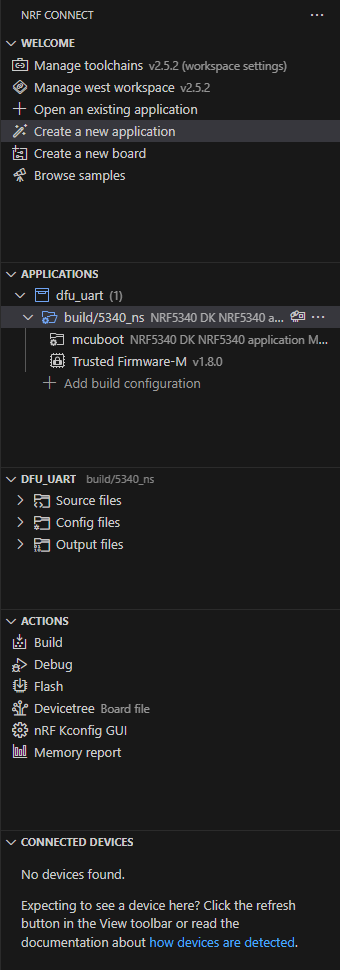 NRF CONNECT
WELCOME
Manage toolchains v2.5.2 (workspace settings)
Manage west workspace v2.5.2
Open an existing application
Create a new application
Create a new board
Browse samples
APPLICATIONS
dfu_uart (1)
build/5340_ns NRF5340 DK NRF5340 a...
mcuboot NRF5340 DK NRF5340 application M...
Trusted Firmware-M v1.8.0
Add build configuration
DFU_UART build/5340_ns
Source files
Config files
Output files
ACTIONS
Build
Debug
Flash
Devicetree Board file
nRF Kconfig GUI
Memory report
CONNECTED DEVICES
No devices found.
Expecting to see a device here? Click the refresh
button in the View toolbar or read the
documentation about how devices are detected.